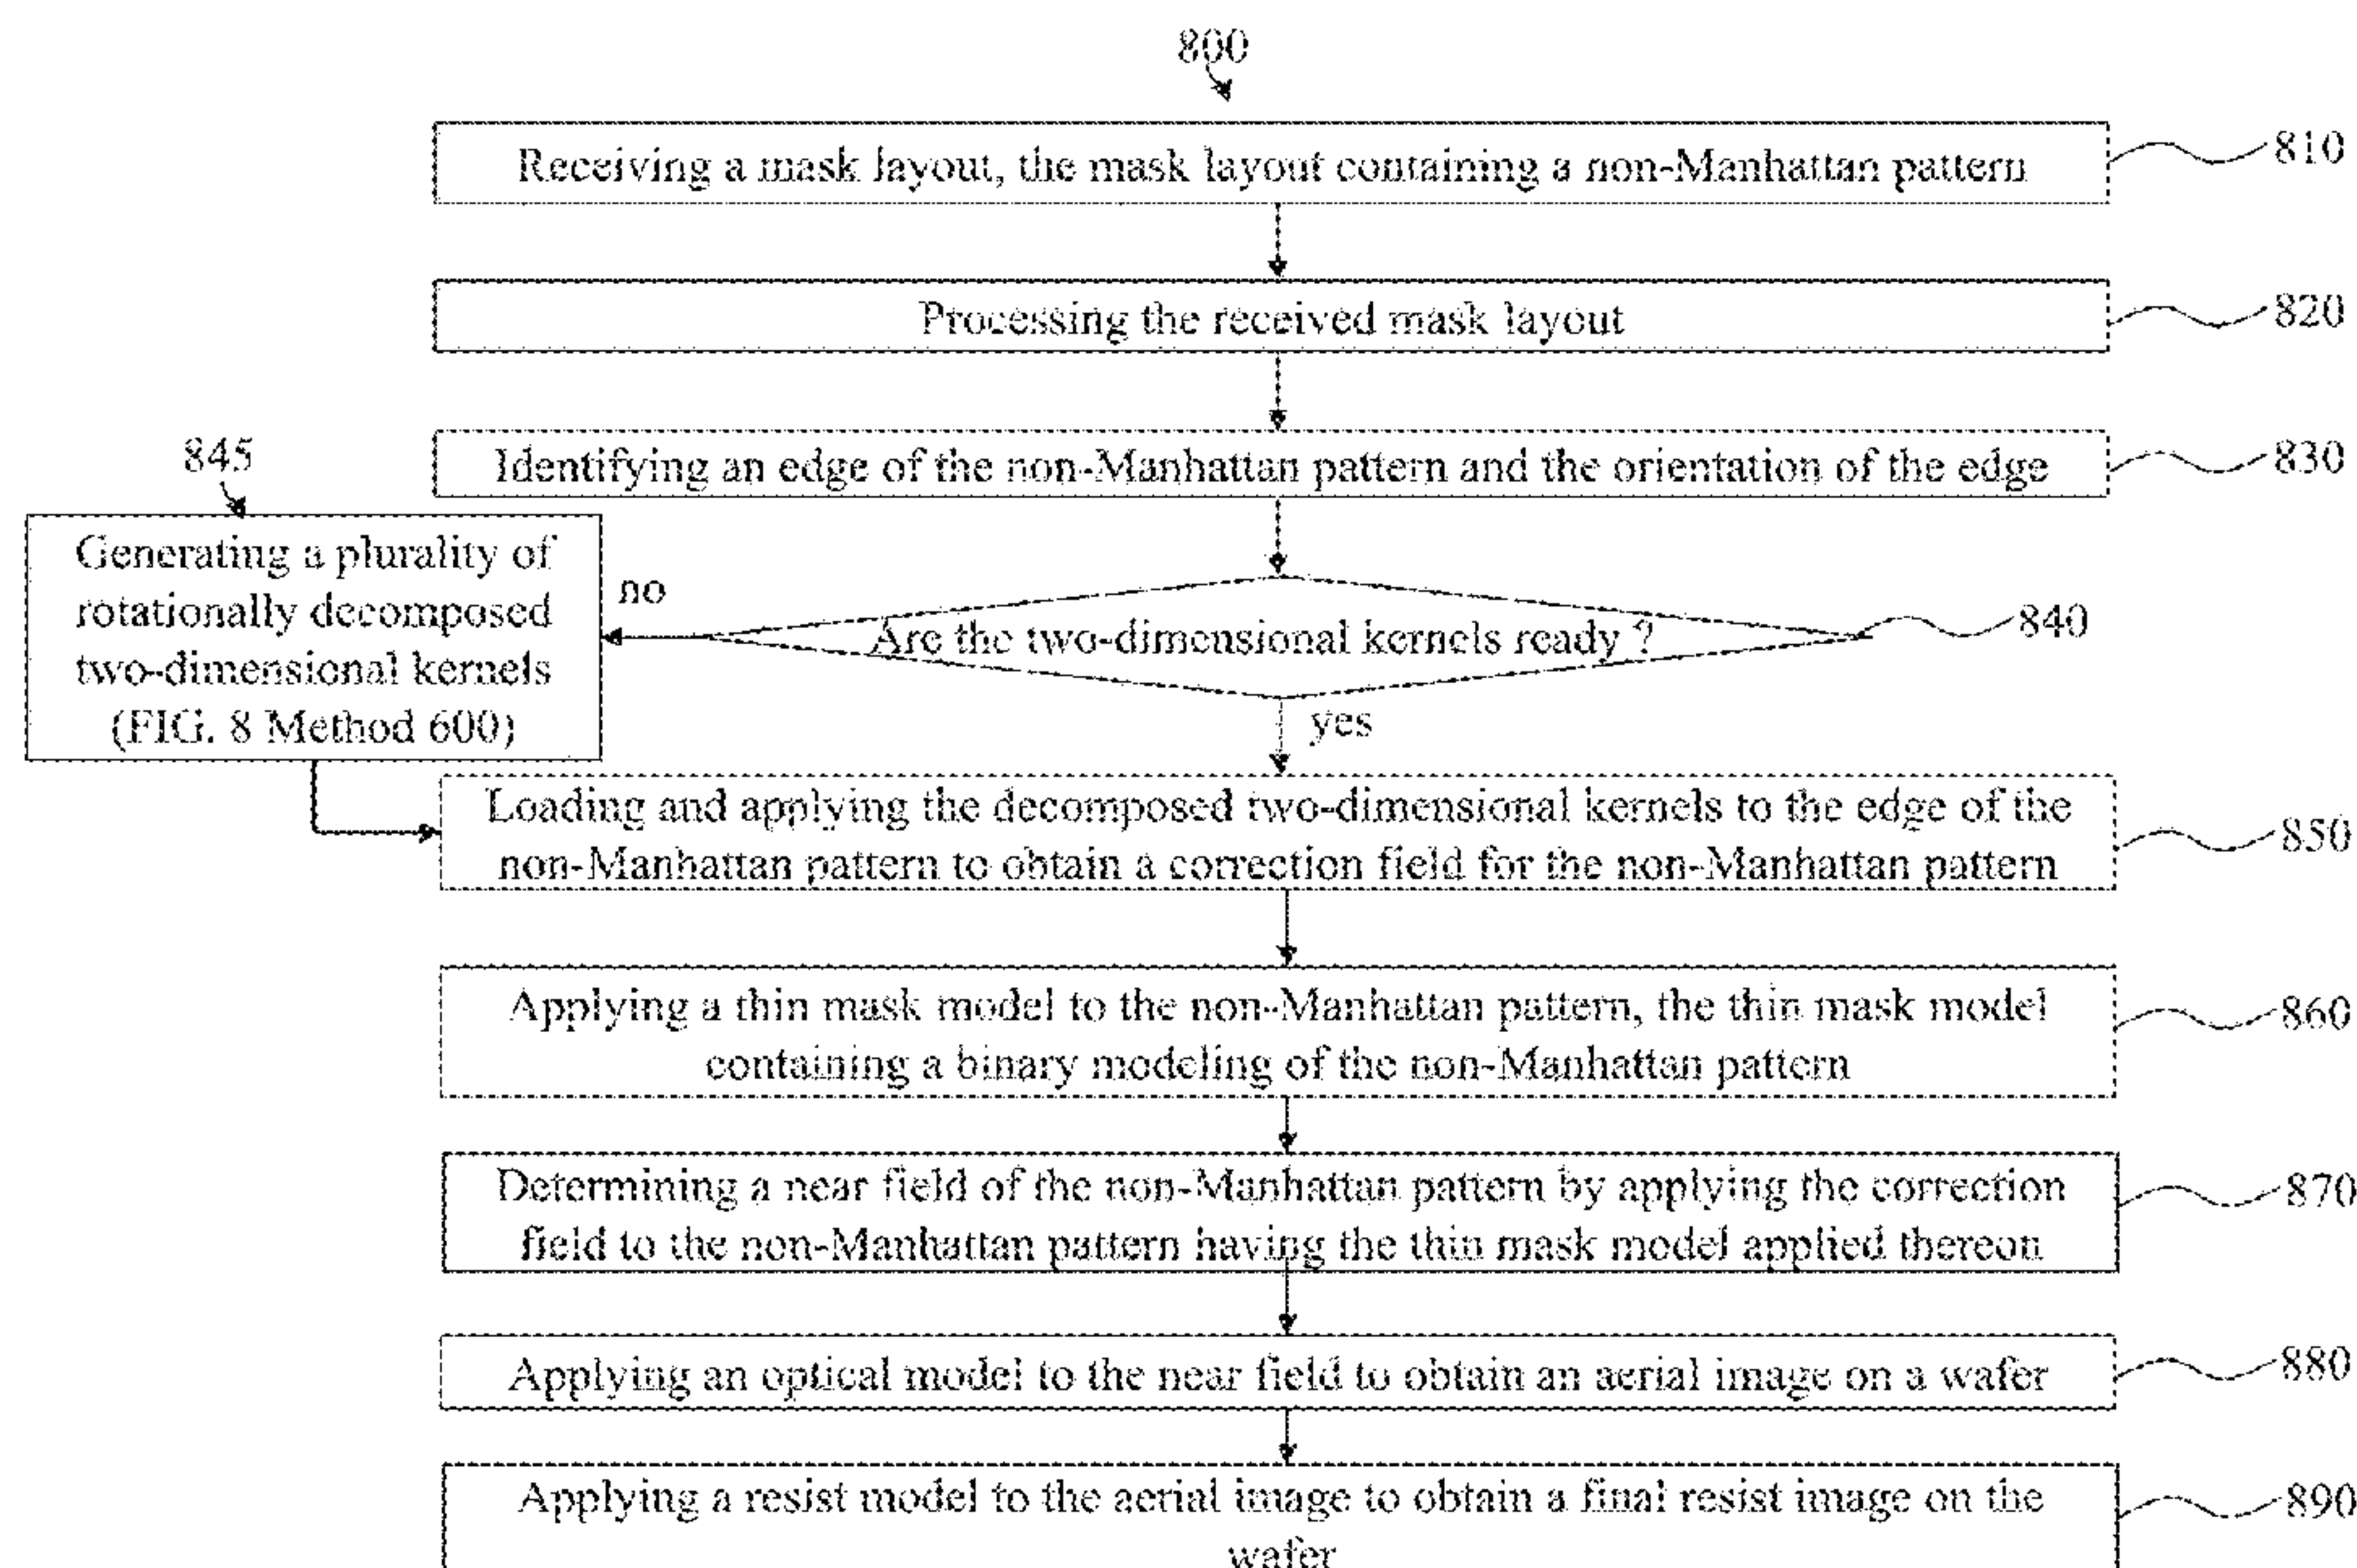 800
Receiving a mask layout, the mask layout containing a non-Manhattan pattern
810
Processing the received mask layout
820
Identifying an edge of the non-Manhattan pattern and the orientation of the edge
830
845
Generating a plurality of
rotationally decomposed
two-dimensional kernels
(FIG. 8 Method 600)
no
Are the two-dimensional kernels ready ?
840
yes
Loading and applying the decomposed two-dimensional kernels to the edge of the
non-Manhattan pattern to obtain a correction field for the non-Manhattan pattern
850
Applying a thin mask model to the non-Manhattan pattern, the thin mask model
containing a binary modeling of the non-Manhattan pattern
860
Determining a near field of the non-Manhattan pattern by applying the correction
field to the non-Manhattan pattern having the thin mask model applied thereon
870
Applying an optical model to the near field to obtain an aerial image on a wafer
880
Applying a resist model to the aerial image to obtain a final resist image on the
wafer
890